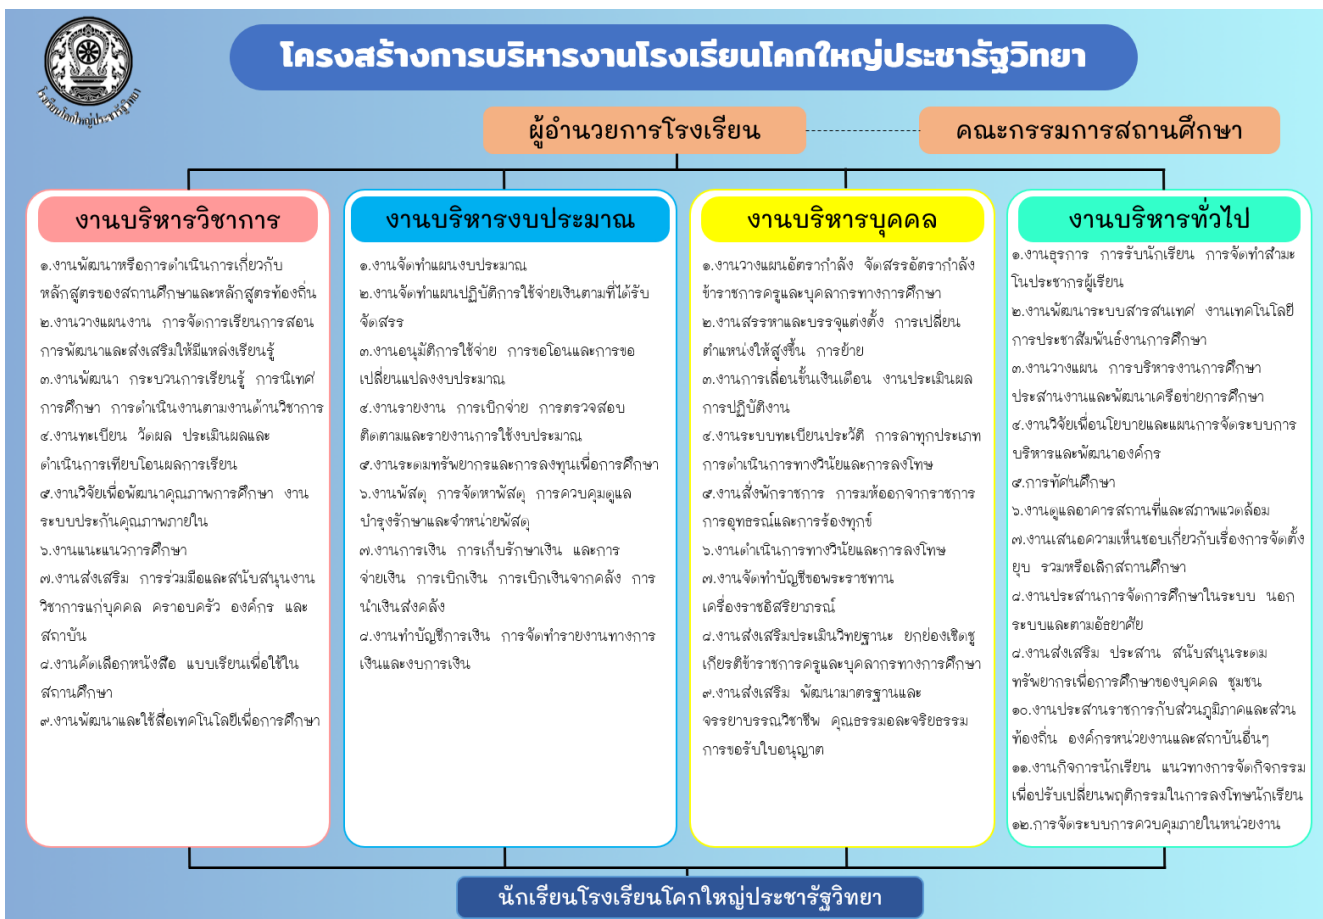 โครงสร้างการบริหารงานโรงเรียนโคกใหญ่ประชารัฐวิทยา
โรงเรียนโคกใหญ่ประชารัฐวิทยา
ผู้อำนวยการโรงเรียน
คณะกรรมการสถานศึกษา
งานบริหารวิชาการ
๑.งานพัฒนาหรือการดำเนินการเกี่ยวกับ
หลักสูตรของสถานศึกษาและหลักสูตรท้องถิ่น
๒.งานวางแผนงาน การจัดการเรียนการสอน
การพัฒนาและส่งเสริมให้มีแหล่งเรียนรู้
๓.งานพัฒนา กระบวนการเรียนรู้ การนิเทศ
การศึกษา การดำเนินงานตามงานด้านวิชาการ
๔.งานทะเบียน วัดผล ประเมินผลและ
ดำเนินการเทียบโอนผลการเรียน
๕.งานวิจัยเพื่อพัฒนาคุณภาพการศึกษา งาน
ระบบประกันคุณภาพภายใน
๖.งานแนะแนวการศึกษา
๗.งานส่งเสริม การร่วมมือและสนับสนุนงาน
วิชาการแก่บุคคล คราอบครัว องค์กร และ
สถาบัน
๘.งานคัดเลือกหนังสือ แบบเรียนเพื่อใช้ใน
สถานศึกษา
๙.งานพัฒนาและใช้สื่อเทคโนโลยีเพื่อการศึกษา
งานบริหารงบประมาณ
๑.งานจัดทำแผนงบประมาณ
๒.งานจัดทำแผนปฏิบัติการใช้จ่ายเงินตามที่ได้รับ
จัดสรร
๓.งานอนุมัติการใช้จ่าย การขอโอนและการขอ
เปลี่ยนแปลงงบประมาณ
๔.งานรายงาน การเบิกจ่าย การตรวจสอบ
ติดตามและรายงานการใช้งบประมาณ
๕.งานระดมทรัพยากรและการลงทุนเพื่อการศึกษา
๖.งานพัสดุ การจัดหาพัสดุ การควบคุมดูแล
บำรุงรักษาและจำหน่ายพัสดุ
๗.งานการเงิน การเก็บรักษาเงิน และการ
จ่ายเงิน การเบิกเงิน การเบิกเงินจากคลัง การ
นำเงินส่งคลัง
๘.งานทำบัญชีการเงิน การจัดทำรายงานทางการ
เงินและงบการเงิน
งานบริหารบุคคล
๑.งานวางแผนอัตรากำลัง จัดสรรอัตรากำลัง
ข้าราชการครูและบุคลากรทางการศึกษา
๒.งานสรรหาและบรรจุแต่งตั้ง การเปลี่ยน
ตำแหน่งให้สูงขึ้น การย้าย
๓.งานการเลื่อนขั้นเงินเดือน งานประเมินผล
การปฏิบัติงาน
๔.งานระบบทะเบียนประวัติ การลาทุกประเภท
การดำเนินการทางวินัยและการลงโทษ
๕.งานสั่งพักราชการ การมห้ออกจากราชการ
การอุทธรณ์และการร้องทุกข์
๖.งานดำเนินการทางวินัยและการลงโทษ
๗.งานจัดทำบัญชีขอพระราชทาน
เครื่องราชอิสริยาภรณ์
๘.งานส่งเสริมประเมินวิทยฐานะ ยกย่องเชิดชู
เกียรติข้าราชการครูและบุคลากรทางการศึกษา
๙.งานส่งเสริม พัฒนามาตรฐานและ
จรรยาบรรณวิชาชีพ คุณธรรมอละจริยธรรม
การขอรับใบอนุญาต
งานบริหารทั่วไป
๑.งานธุรการ การรับนักเรียน การจัดทำสำมะ
โนประชากรผู้เรียน
๒.งานพัฒนาระบบสารสนเทศ งานเทคโนโลยี
การประชาสัมพันธ์งานการศึกษา
๓.งานวางแผน การบริหารงานการศึกษา
ประสานงานและพัฒนาเครือข่ายการศึกษา
๔.งานวิจัยเพื่อนโยบายและแผนการจัดระบบการ
บริหารและพัฒนาองค์กร
๕.การทัศนศึกษา
๖.งานดูแลอาคารสถานที่และสภาพแวดล้อม
๗.งานเสนอความเห็นชอบเกี่ยวกับเรื่องการจัดตั้ง
ยุบ รวมหรือเลิกสถานศึกษา
๘.งานประสานการจัดการศึกษาในระบบ นอก
ระบบและตามอัธยาศัย
๘.งานส่งเสริม ประสาน สนับสนุนระดม
ทรัพยากรเพื่อการศึกษาของบุคคล ชุมชน
๑๐.งานประสานราชการกับส่วนภูมิภาคและส่วน
ท้องถิ่น องค์กรหน่วยงานและสถาบันอื่นๆ
๑๑.งานกิจการนักเรียน แนวทางการจัดกิจกรรม
เพื่อปรับเปลี่ยนพฤติกรรมในการลงโทษนักเรียน
๑๒.การจัดระบบการควบคุมภายในหน่วยงาน
นักเรียนโรงเรียนโคกใหญ่ประชารัฐวิทยา